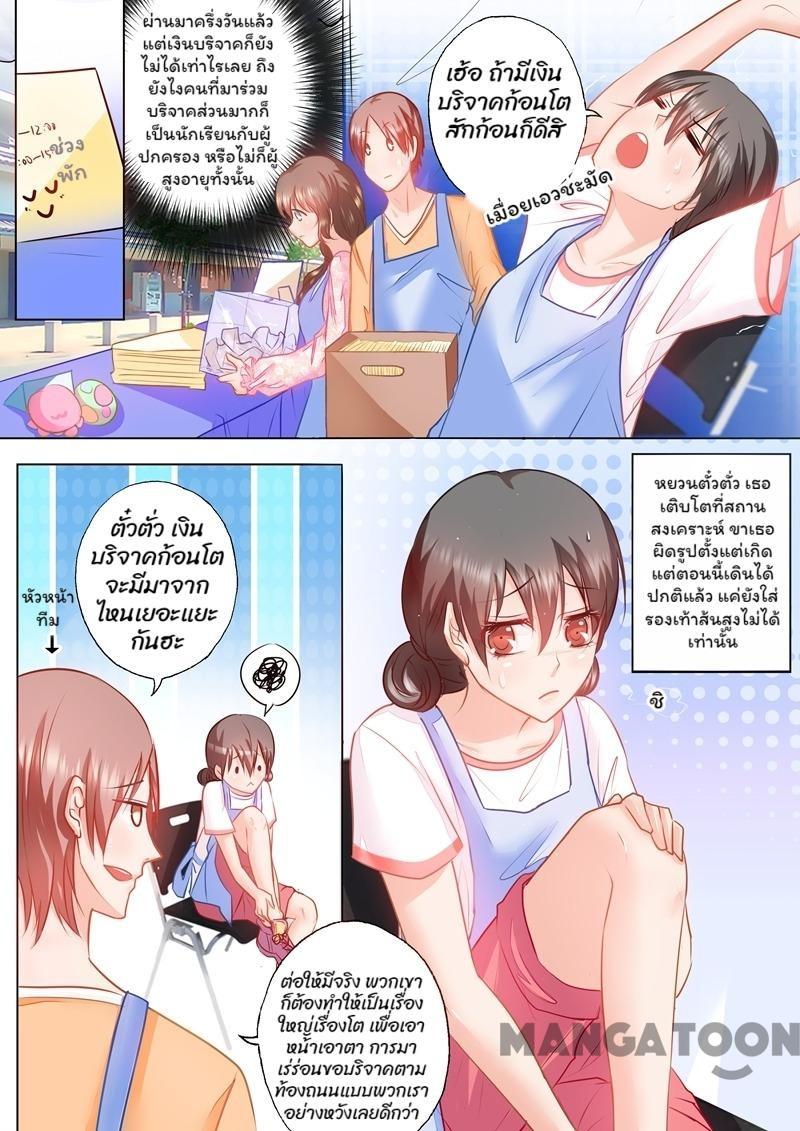 —12:00
:00—15
ช่วง
พัก
ผ่านมาครึ่งวันแล้ว
แต่เงินบริจาคก็ยัง
ไม่ได้เท่าไรเลย ถึง
ยังไงคนที่มาร่วม
บริจาคส่วนมากก็
เป็นนักเรียนกับผู้
ปกครอง หรือไม่ก็ผู้
สูงอายุทั้งนั้น
เฮ้อ ถ้ามีเงิน
บริจาคก้อนโต
สักก้อนก็ดีสิ
เมื่อยเอวชะมัด
ตั๋วตั่ว เงิน
บริจาคก้อนโต
จะมีมาจาก
ไหนเยอะแยะ
กันฮะ
หัวหน้า
ทีม
หยวนตั๋วตั่ว เธอ
เติบโตที่สถาน
สงเคราะห์ ขาเธอ
ผิดรูปตั้งแต่เกิด
แต่ตอนนี้เดินได้
ปกติแล้ว แค่ยังใส่
รองเท้าส้นสูงไม่ได้
เท่านั้น
ชิ
ต่อให้มีจริง พวกเขา
ก็ต้องทำให้เป็นเรื่อง
ใหญ่เรื่องโต เพื่อเอา
หน้าเอาตา การมา
เร่ร่อนขอบริจาคตาม
ท้องถนนแบบพวกเรา
อย่างหวังเลยดีกว่า
MANGATOON